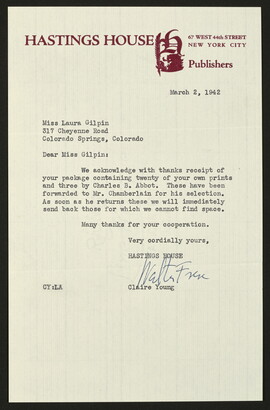 HASTINGS HOUSE
67 WEST 44th STREET
NEW YORK CITY
Publishers
March 2, 1942
Miss Laura Gilpin
317 Cheyenne Road
Colorado Springs, Colorado
Dear Miss Gilpin:
We acknowledge with thanks receipt of
your package containing twenty of your own prints
and three by Charles D. Abbot. These have been
forwarded to Mr. Chamberlain for his selection.
As soon as he returns these we will immediately
send back those for which we cannot find space.
Many thanks for your cooperation.
Very cordially yours,
HASTINGS HOUSE
Walter Frese
CY:LA
Claire Young